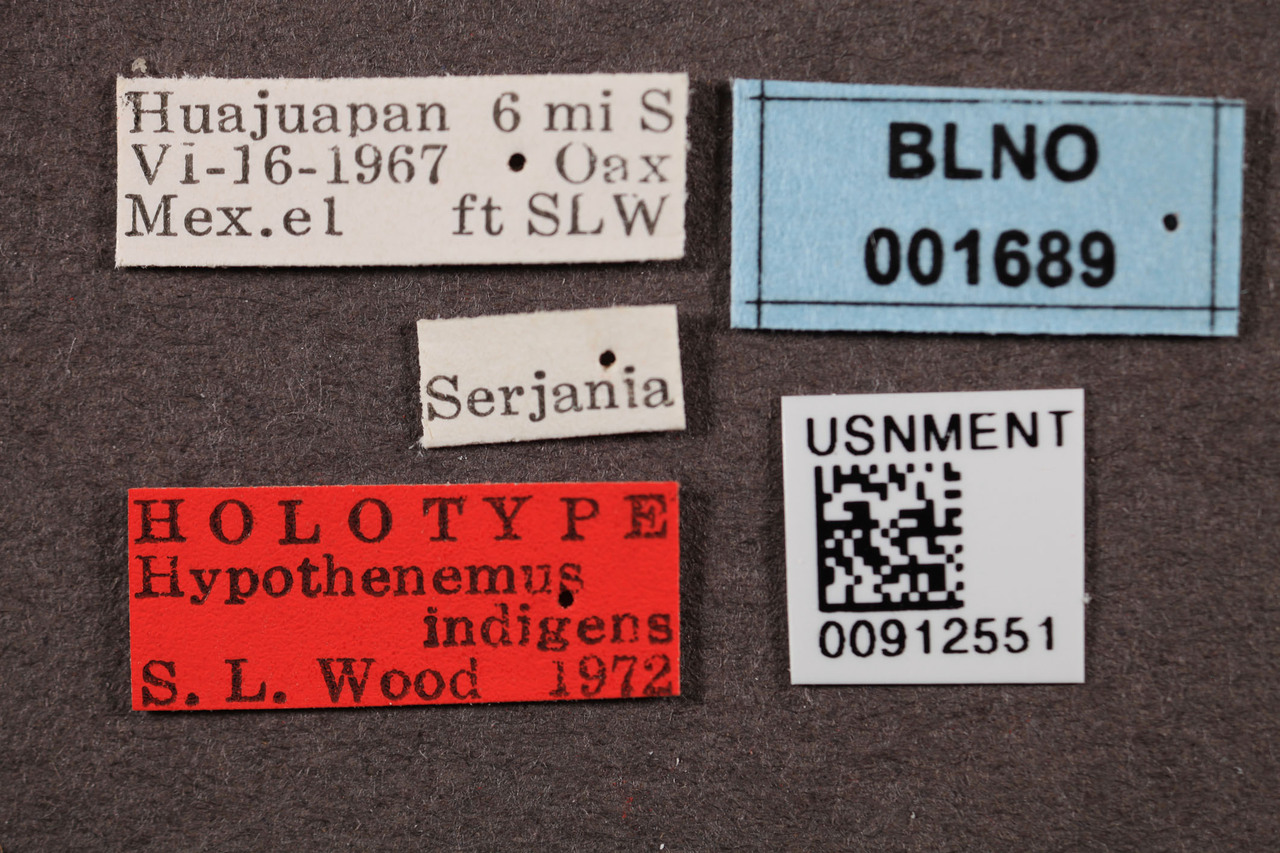 Huajuapan 6 mi S
Vi-16-1967 Oax
Mex.el ft SLW
Serjania
HOLOTYPE
Hypothenemus
indigens
S. L. Wood 1972
BLNO
001689
USNMENT
00912551